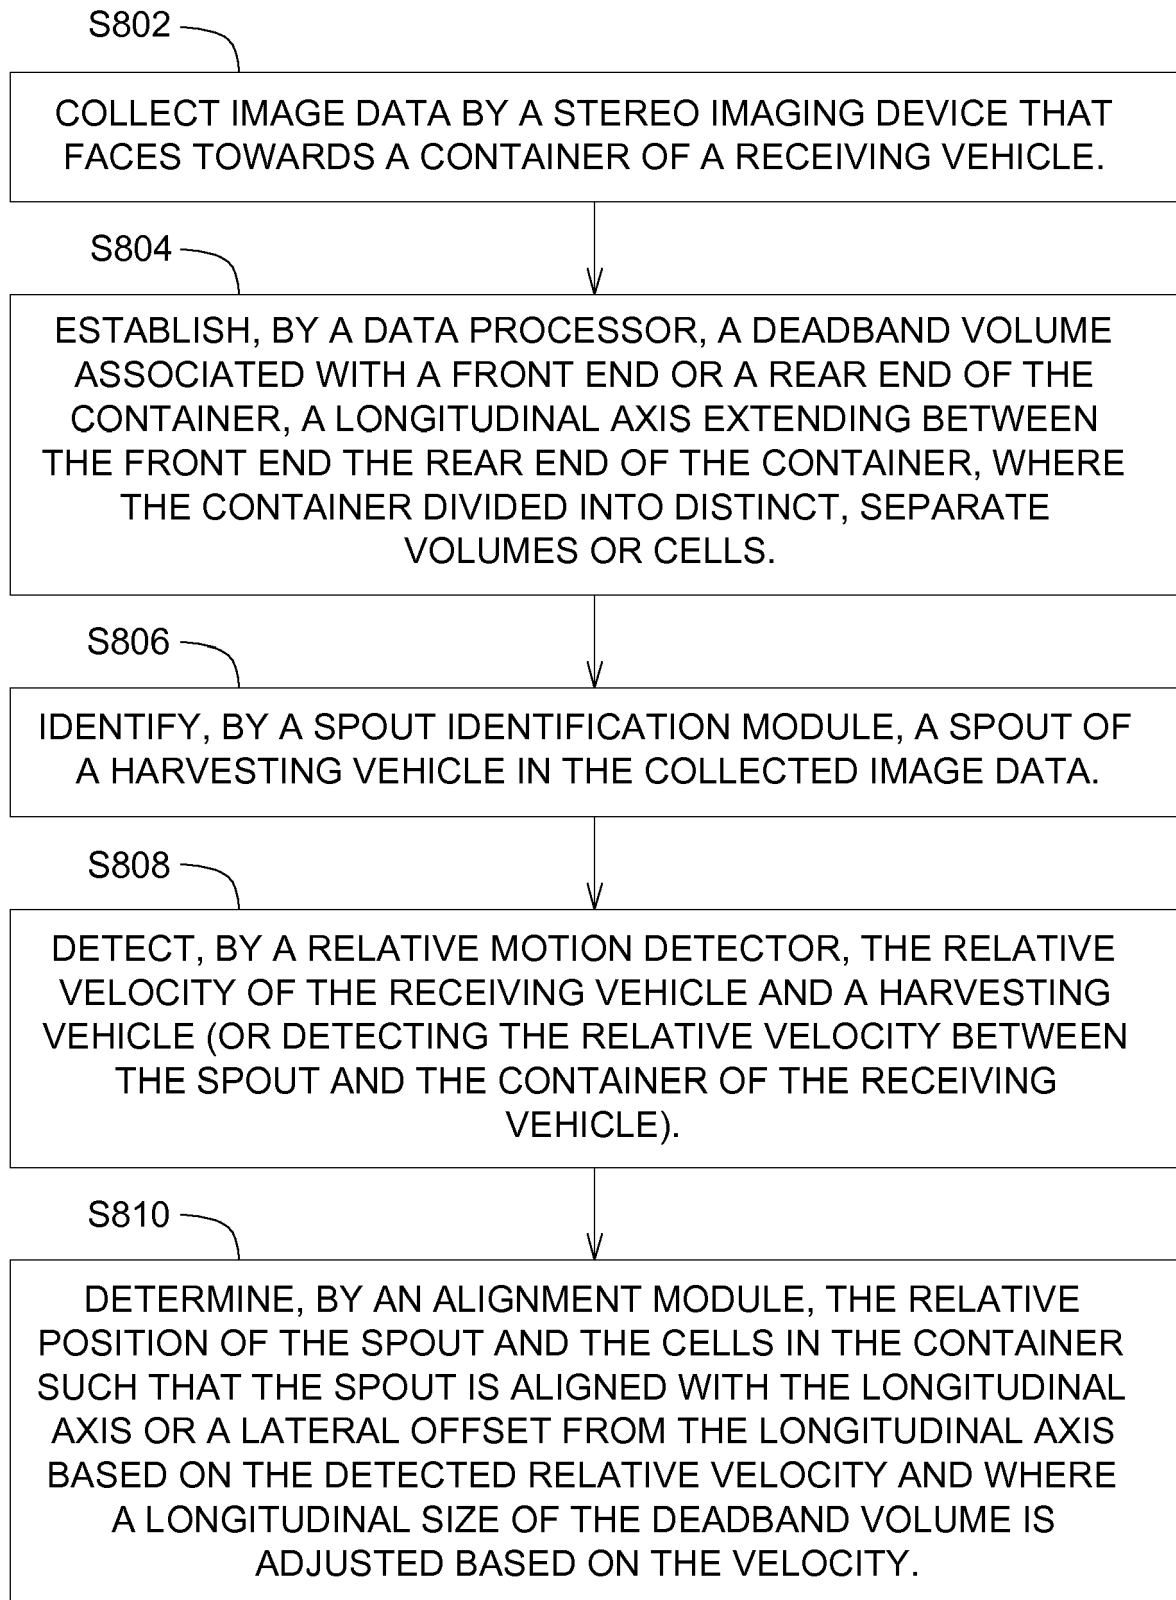 S802
COLLECT IMAGE DATA BY A STEREO IMAGING DEVICE THAT
FACES TOWARDS A CONTAINER OF A RECEIVING VEHICLE.
S804
ESTABLISH, BY A DATA PROCESSOR, A DEADBAND VOLUME
ASSOCIATED WITH A FRONT END OR A REAR END OF THE
CONTAINER, A LONGITUDINAL AXIS EXTENDING BETWEEN
THE FRONT END THE REAR END OF THE CONTAINER, WHERE
THE CONTAINER DIVIDED INTO DISTINCT, SEPARATE
VOLUMES OR CELLS.
S806
IDENTIFY, BY A SPOUT IDENTIFICATION MODULE, A SPOUT OF
A HARVESTING VEHICLE IN THE COLLECTED IMAGE DATA.
S808
DETECT, BY A RELATIVE MOTION DETECTOR, THE RELATIVE
VELOCITY OF THE RECEIVING VEHICLE AND A HARVESTING
VEHICLE (OR DETECTING THE RELATIVE VELOCITY BETWEEN
THE SPOUT AND THE CONTAINER OF THE RECEIVING
VEHICLE).
S810
DETERMINE, BY AN ALIGNMENT MODULE, THE RELATIVE
POSITION OF THE SPOUT AND THE CELLS IN THE CONTAINER
SUCH THAT THE SPOUT IS ALIGNED WITH THE LONGITUDINAL
AXIS OR A LATERAL OFFSET FROM THE LONGITUDINAL AXIS
BASED ON THE DETECTED RELATIVE VELOCITY AND WHERE
A LONGITUDINAL SIZE OF THE DEADBAND VOLUME IS
ADJUSTED BASED ON THE VELOCITY.